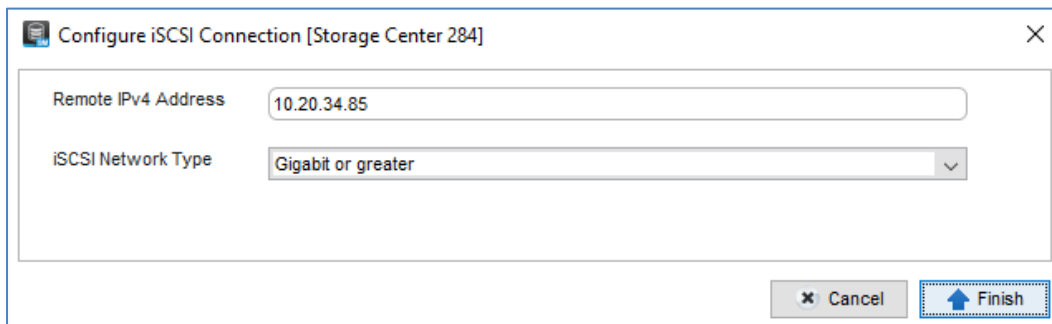 Configure iSCSI Connection [Storage Center 284]
Remote IPv4 Address
10.20.34.85
iSCSI Network Type
Gigabit or greater
Cancel
Finish